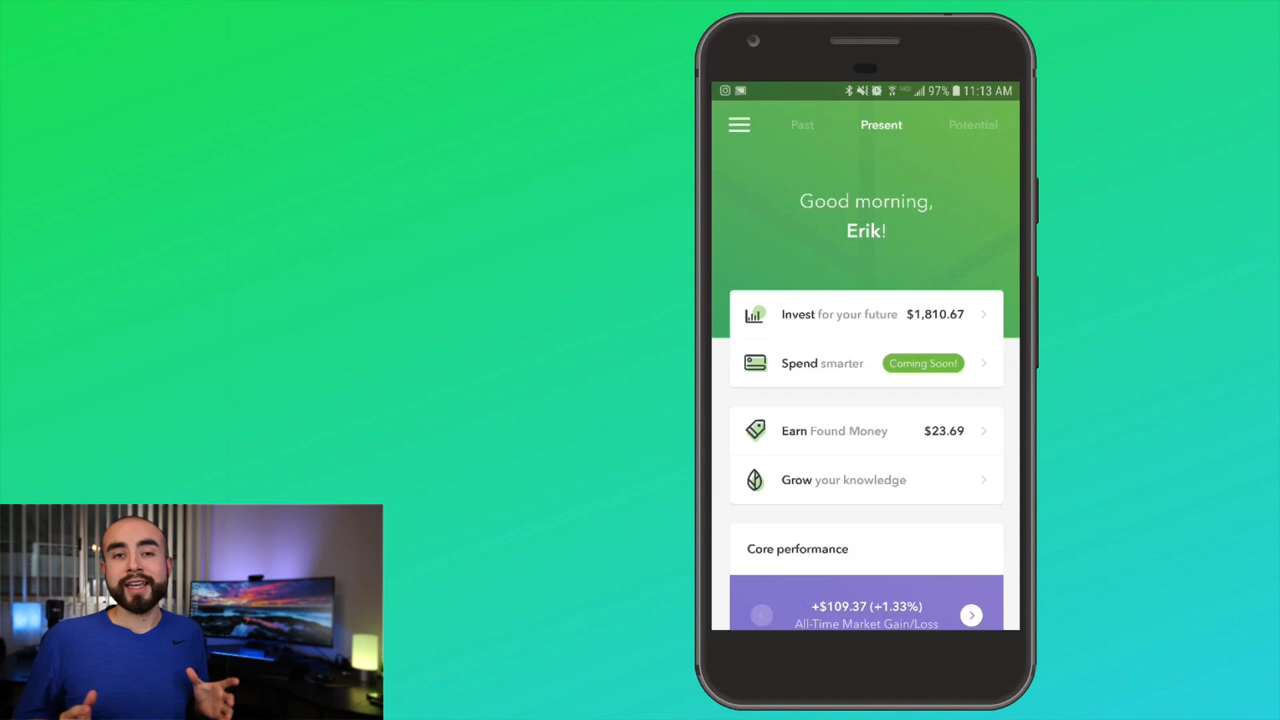 97% 11:13 AM
Past Present Potential
Good morning,
Erik!
Invest for your future $1,810.67
Spend smarter Coming Soon!
Earn Found Money $23.69
Grow your knowledge
Core performance
+$109.37 (+1.33%)
All-Time Market Gain/Loss